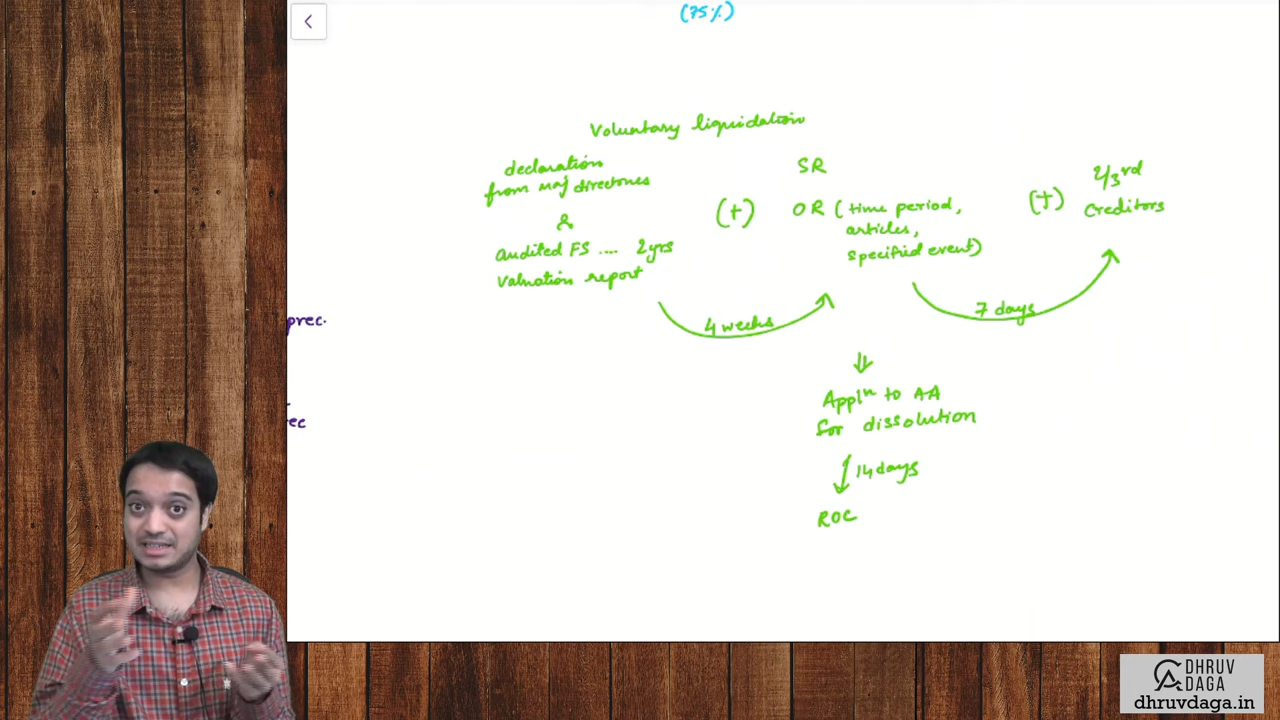 (75%)
Voluntary liquidation
declaration
from maj directores
&
audited FS .... 2yrs
Valuation report
(+)
SR
OR (time period,
articles,
specified event)
(+)
2/3rd
creditors
4 weeks
7 days
prec.
ec
Applⁿ to AA
for dissolution
14 days
ROC
DHRUV
DAGA
dhruvdaga.in